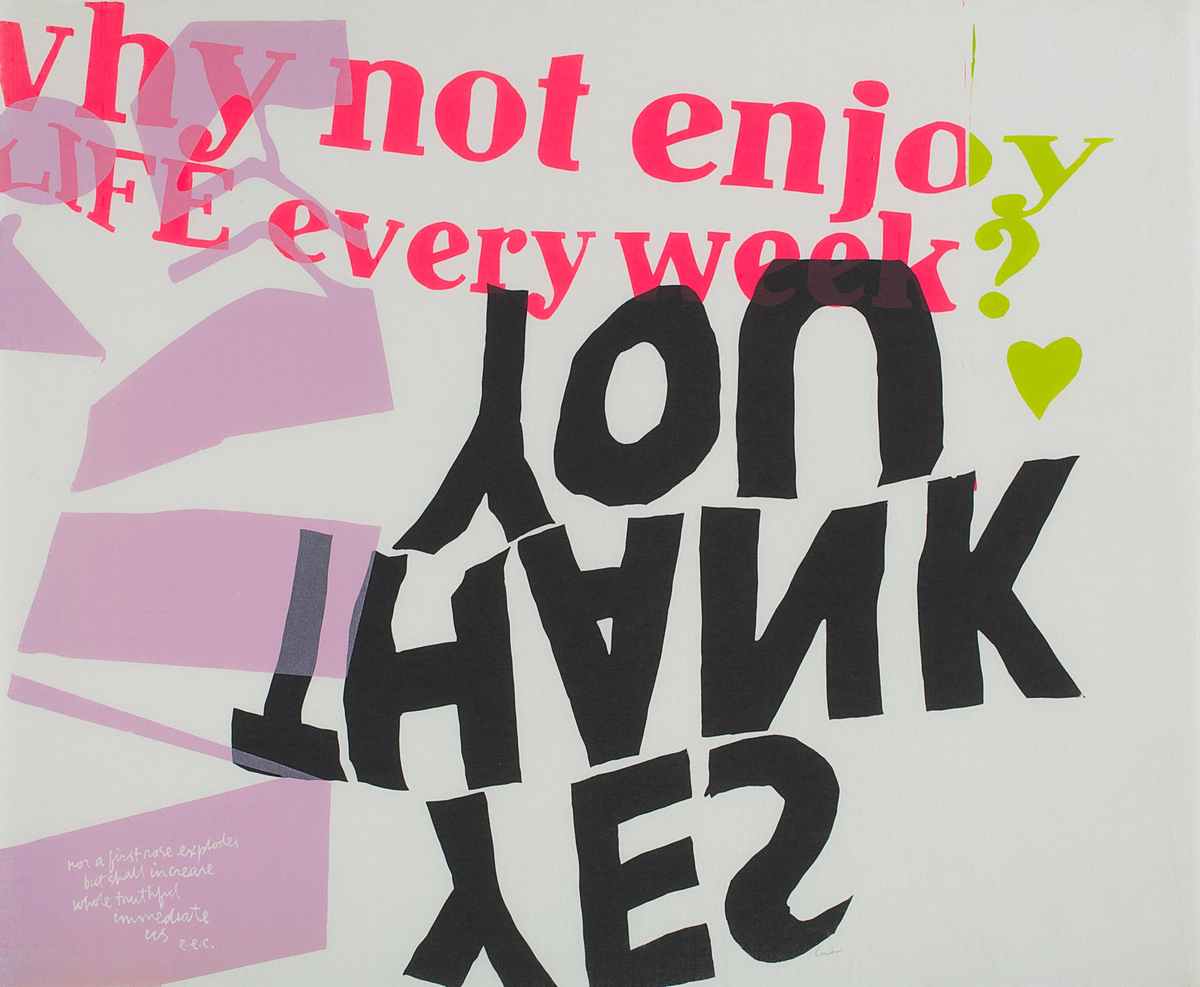 why not enjoy
LIFE every week?
YES
THANK
YOU
nor a first rose explodes
but shall increase
whole truthful
immediate
us
e.e.c.